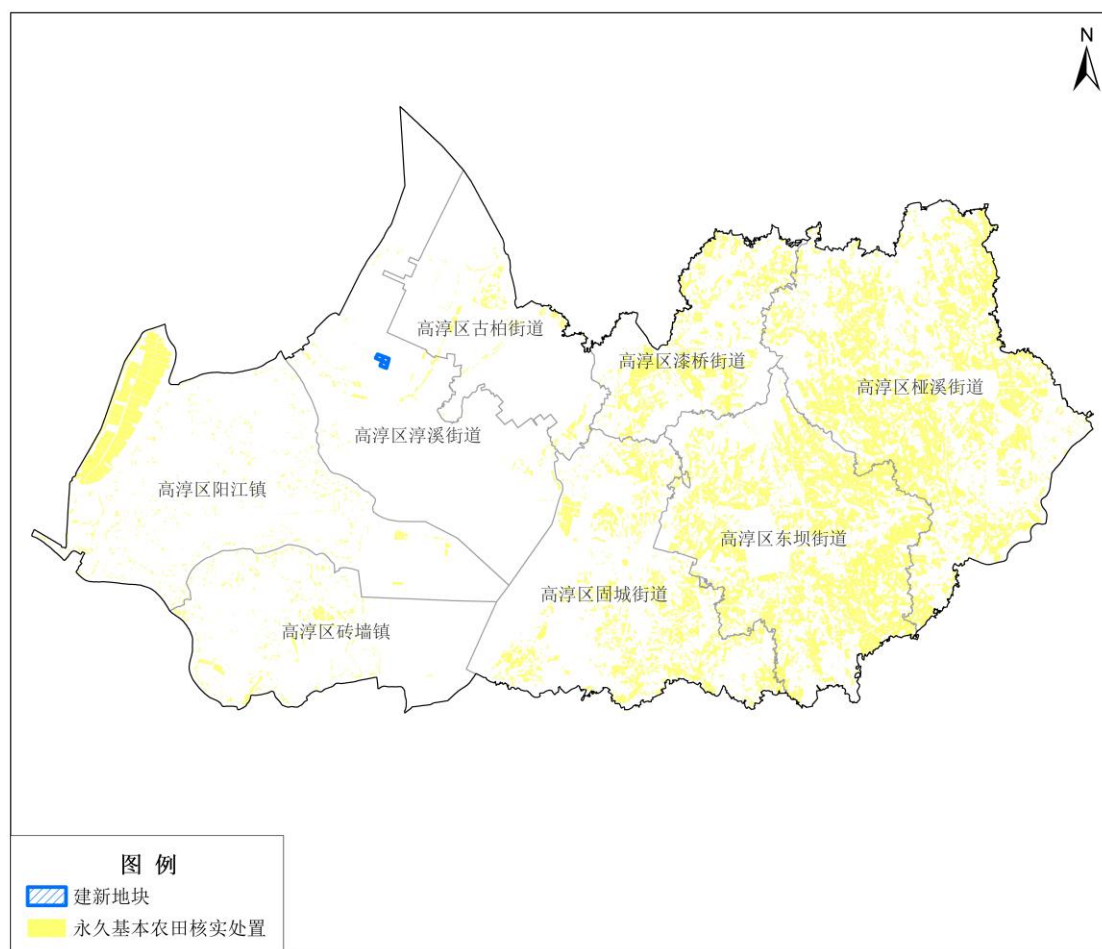 N
高淳区古柏街道
高淳区漆桥街道
高淳区桠溪街道
高淳区淳溪街道
高淳区阳江镇
高淳区东坝街道
高淳区固城街道
高淳区砖墙镇
图 例
建新地块
永久基本农田核实处置